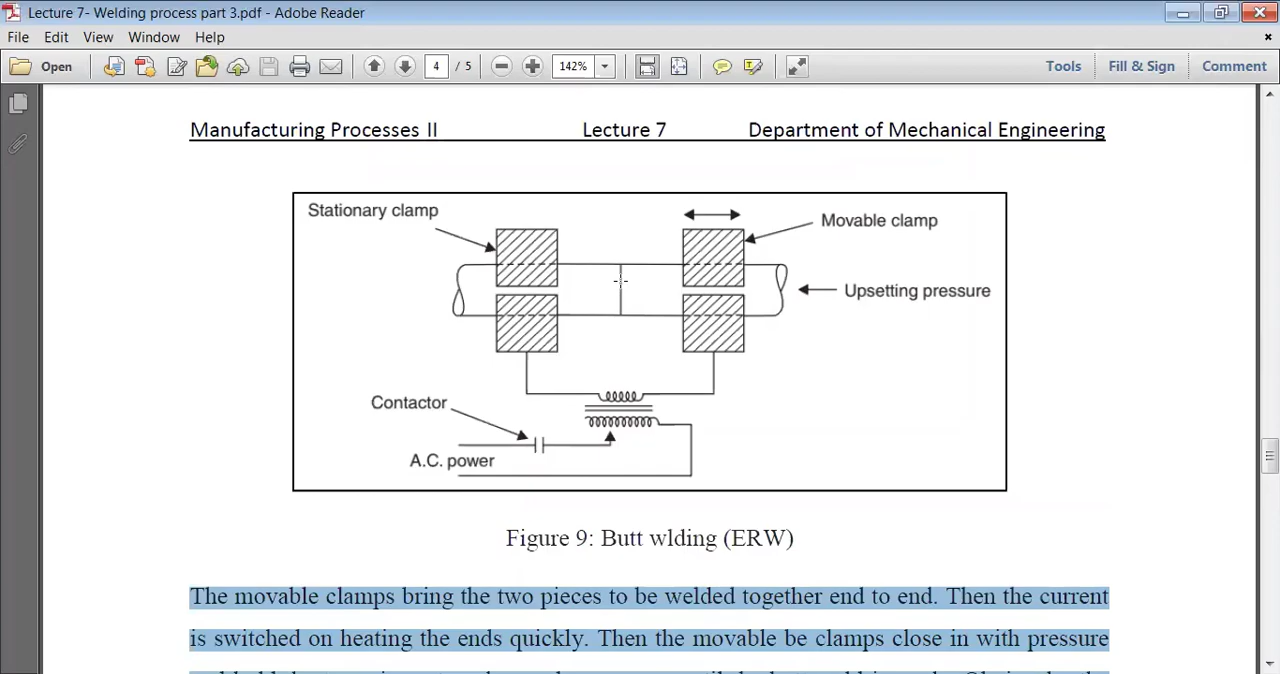 Lecture 7- Welding process part 3.pdf - Adobe Reader
File Edit View Window Help
Open 4 / 5 142% Tools Fill & Sign Comment
Manufacturing Processes II Lecture 7 Department of Mechanical Engineering
Stationary clamp
Movable clamp
Upsetting pressure
Contactor
A.C. power
Figure 9: Butt wlding (ERW)
The movable clamps bring the two pieces to be welded together end to end. Then the current
is switched on heating the ends quickly. Then the movable be clamps close in with pressure